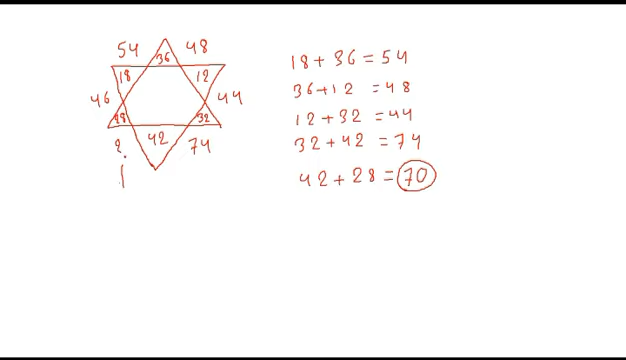 54 48
36
18 12
46 44
28 32
? 42 74
18 + 36 = 54
36 + 12 = 48
12 + 32 = 44
32 + 42 = 74
42 + 28 = 70